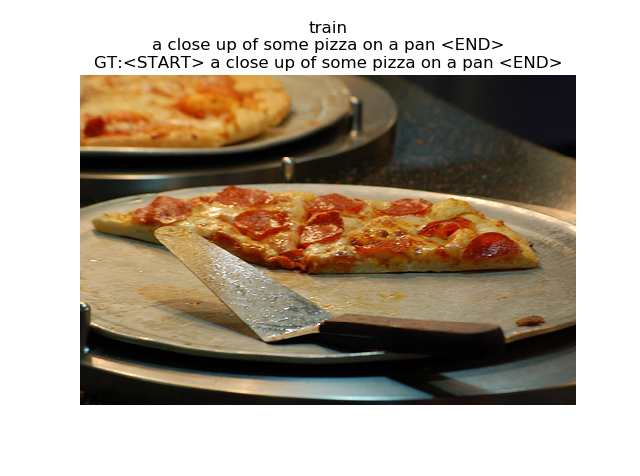 train
a close up of some pizza on a pan <END>
GT:<START> a close up of some pizza on a pan <END>